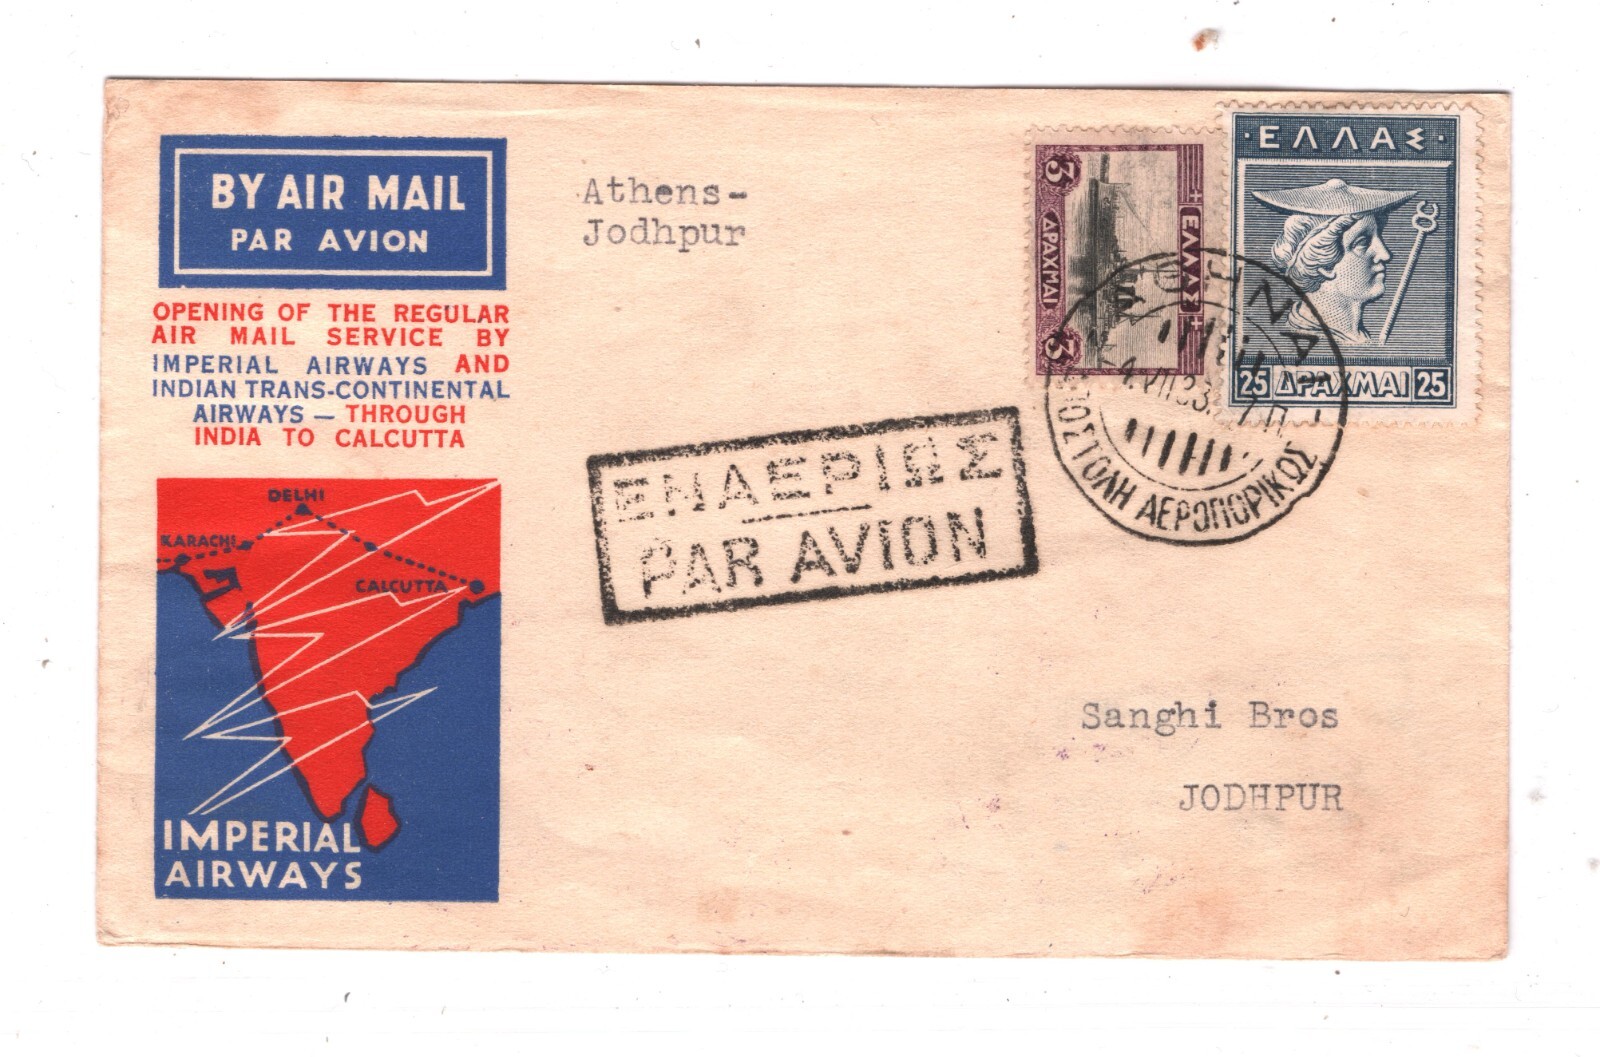 BY AIR MAIL
PAR AVION
OPENING OF THE REGULAR
AIR MAIL SERVICE BY
IMPERIAL AIRWAYS AND
INDIAN TRANS-CONTINENTAL
AIRWAYS — THROUGH
INDIA TO CALCUTTA
DELHI
KARACHI
CALCUTTA
IMPERIAL
AIRWAYS
Athens-
Jodhpur
3 ΔΡΑΧΜΑΙ 3
ΕΛΛΑΣ
·ΕΛΛΑΣ·
25 ΔΡΑΧΜΑΙ 25
ΑΕΡΟΠΟΡΙΚΩΣ
ΕΝΑΕΡΙΩΣ
PAR AVION
Sanghi Bros
JODHPUR